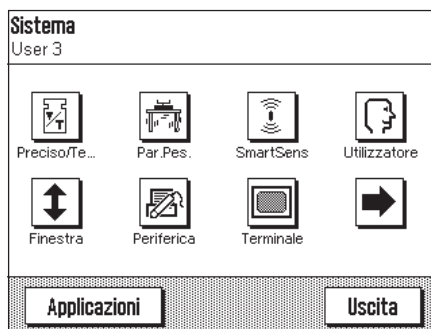 Sistema
User 3
Preciso/Te... Par.Pes. SmartSens Utilizzatore
Finestra Periferica Terminale
Applicazioni Uscita